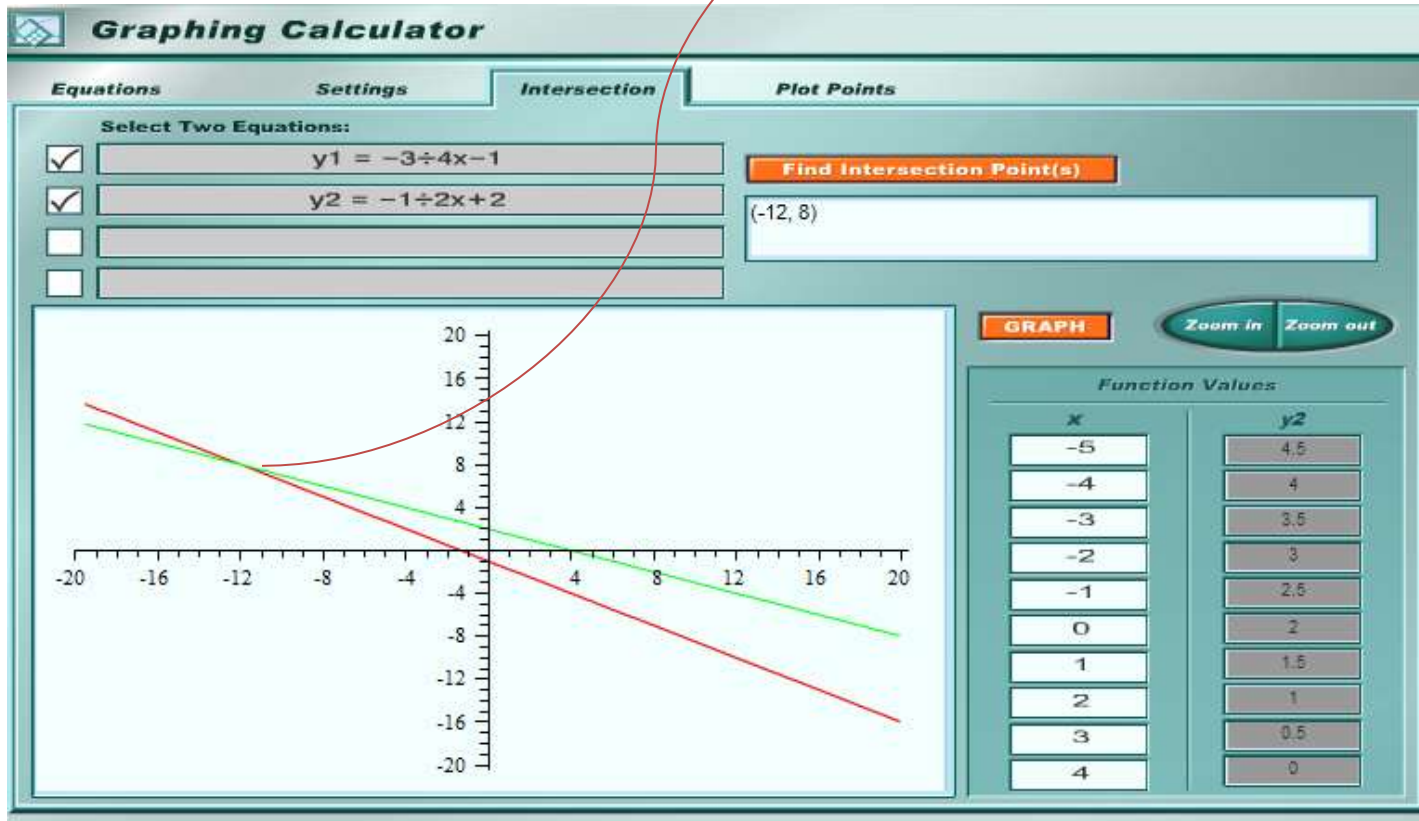 Graphing Calculator
Equations Settings Intersection Plot Points
Select Two Equations:
y1 = −3÷4x−1
y2 = −1÷2x+2
Find Intersection Point(s)
(-12, 8)
GRAPH Zoom in Zoom out
20
16
12
8
4
-20 -16 -12 -8 -4 4 8 12 16 20
-4
-8
-12
-16
-20
Function Values
x y2
-5 4.5
-4 4
-3 3.5
-2 3
-1 2.5
0 2
1 1.5
2 1
3 0.5
4 0